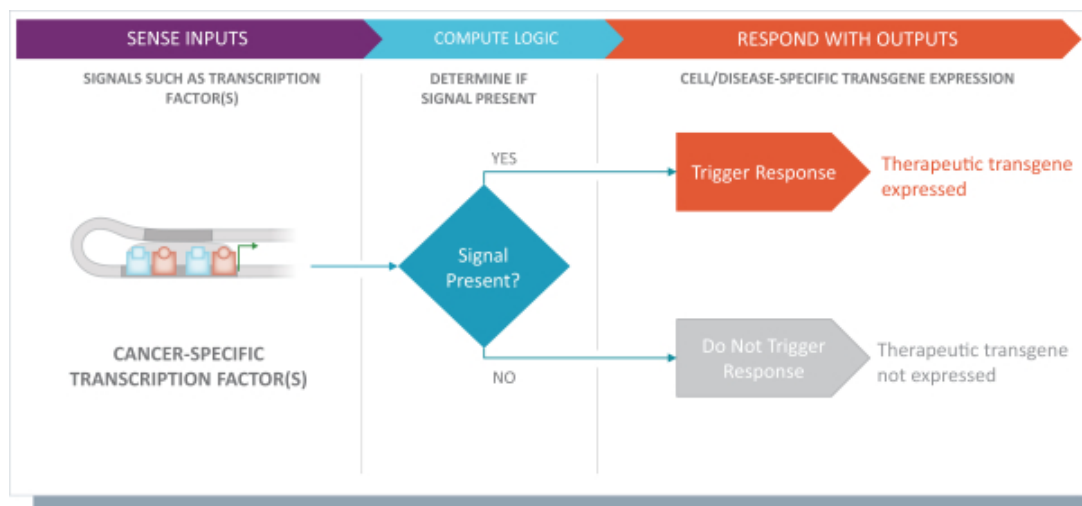 SENSE INPUTS
COMPUTE LOGIC
RESPOND WITH OUTPUTS
SIGNALS SUCH AS TRANSCRIPTION
FACTOR(S)
DETERMINE IF
SIGNAL PRESENT
CELL/DISEASE-SPECIFIC TRANSGENE EXPRESSION
CANCER-SPECIFIC
TRANSCRIPTION FACTOR(S)
Signal
Present?
YES
Trigger Response
Therapeutic transgene
expressed
NO
Do Not Trigger
Response
Therapeutic transgene
not expressed